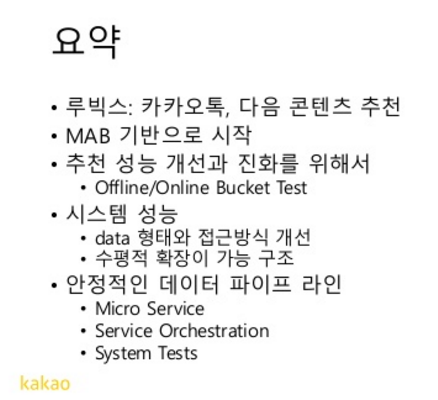 요약
• 루빅스: 카카오톡, 다음 콘텐츠 추천
• MAB 기반으로 시작
• 추천 성능 개선과 진화를 위해서
• Offline/Online Bucket Test
• 시스템 성능
• data 형태와 접근방식 개선
• 수평적 확장이 가능 구조
• 안정적인 데이터 파이프 라인
• Micro Service
• Service Orchestration
• System Tests
kakao